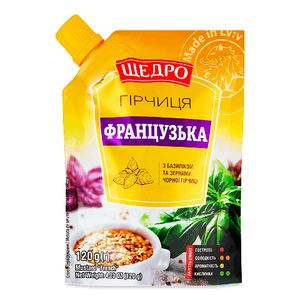 Made in Lviv
ЩЕДРО
ГІРЧИЦЯ
ФРАНЦУЗЬКА
З БАЗИЛІКОМ
ТА ЗЕРНАМИ
ЧОРНОЇ ГІРЧИЦІ
120g/г
Mustard "French"
Net Weight 4.23 OZ (120 g)
ГОСТРОТА
СОЛОДКІСТЬ
АРОМАТНІСТЬ
КИСЛИНКА